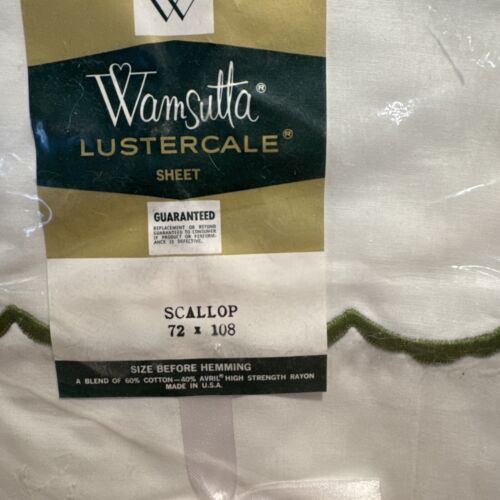 W
Wamsutta®
LUSTERCALE®
SHEET
GUARANTEED
REPLACEMENT OR REFUND
GUARANTEED TO CONSUMER
IF PRODUCT OR PERFORM-
ANCE IS DEFECTIVE.
SCALLOP
72 x 108
SIZE BEFORE HEMMING
A BLEND OF 60% COTTON—40% AVRIL® HIGH STRENGTH RAYON
MADE IN U.S.A.